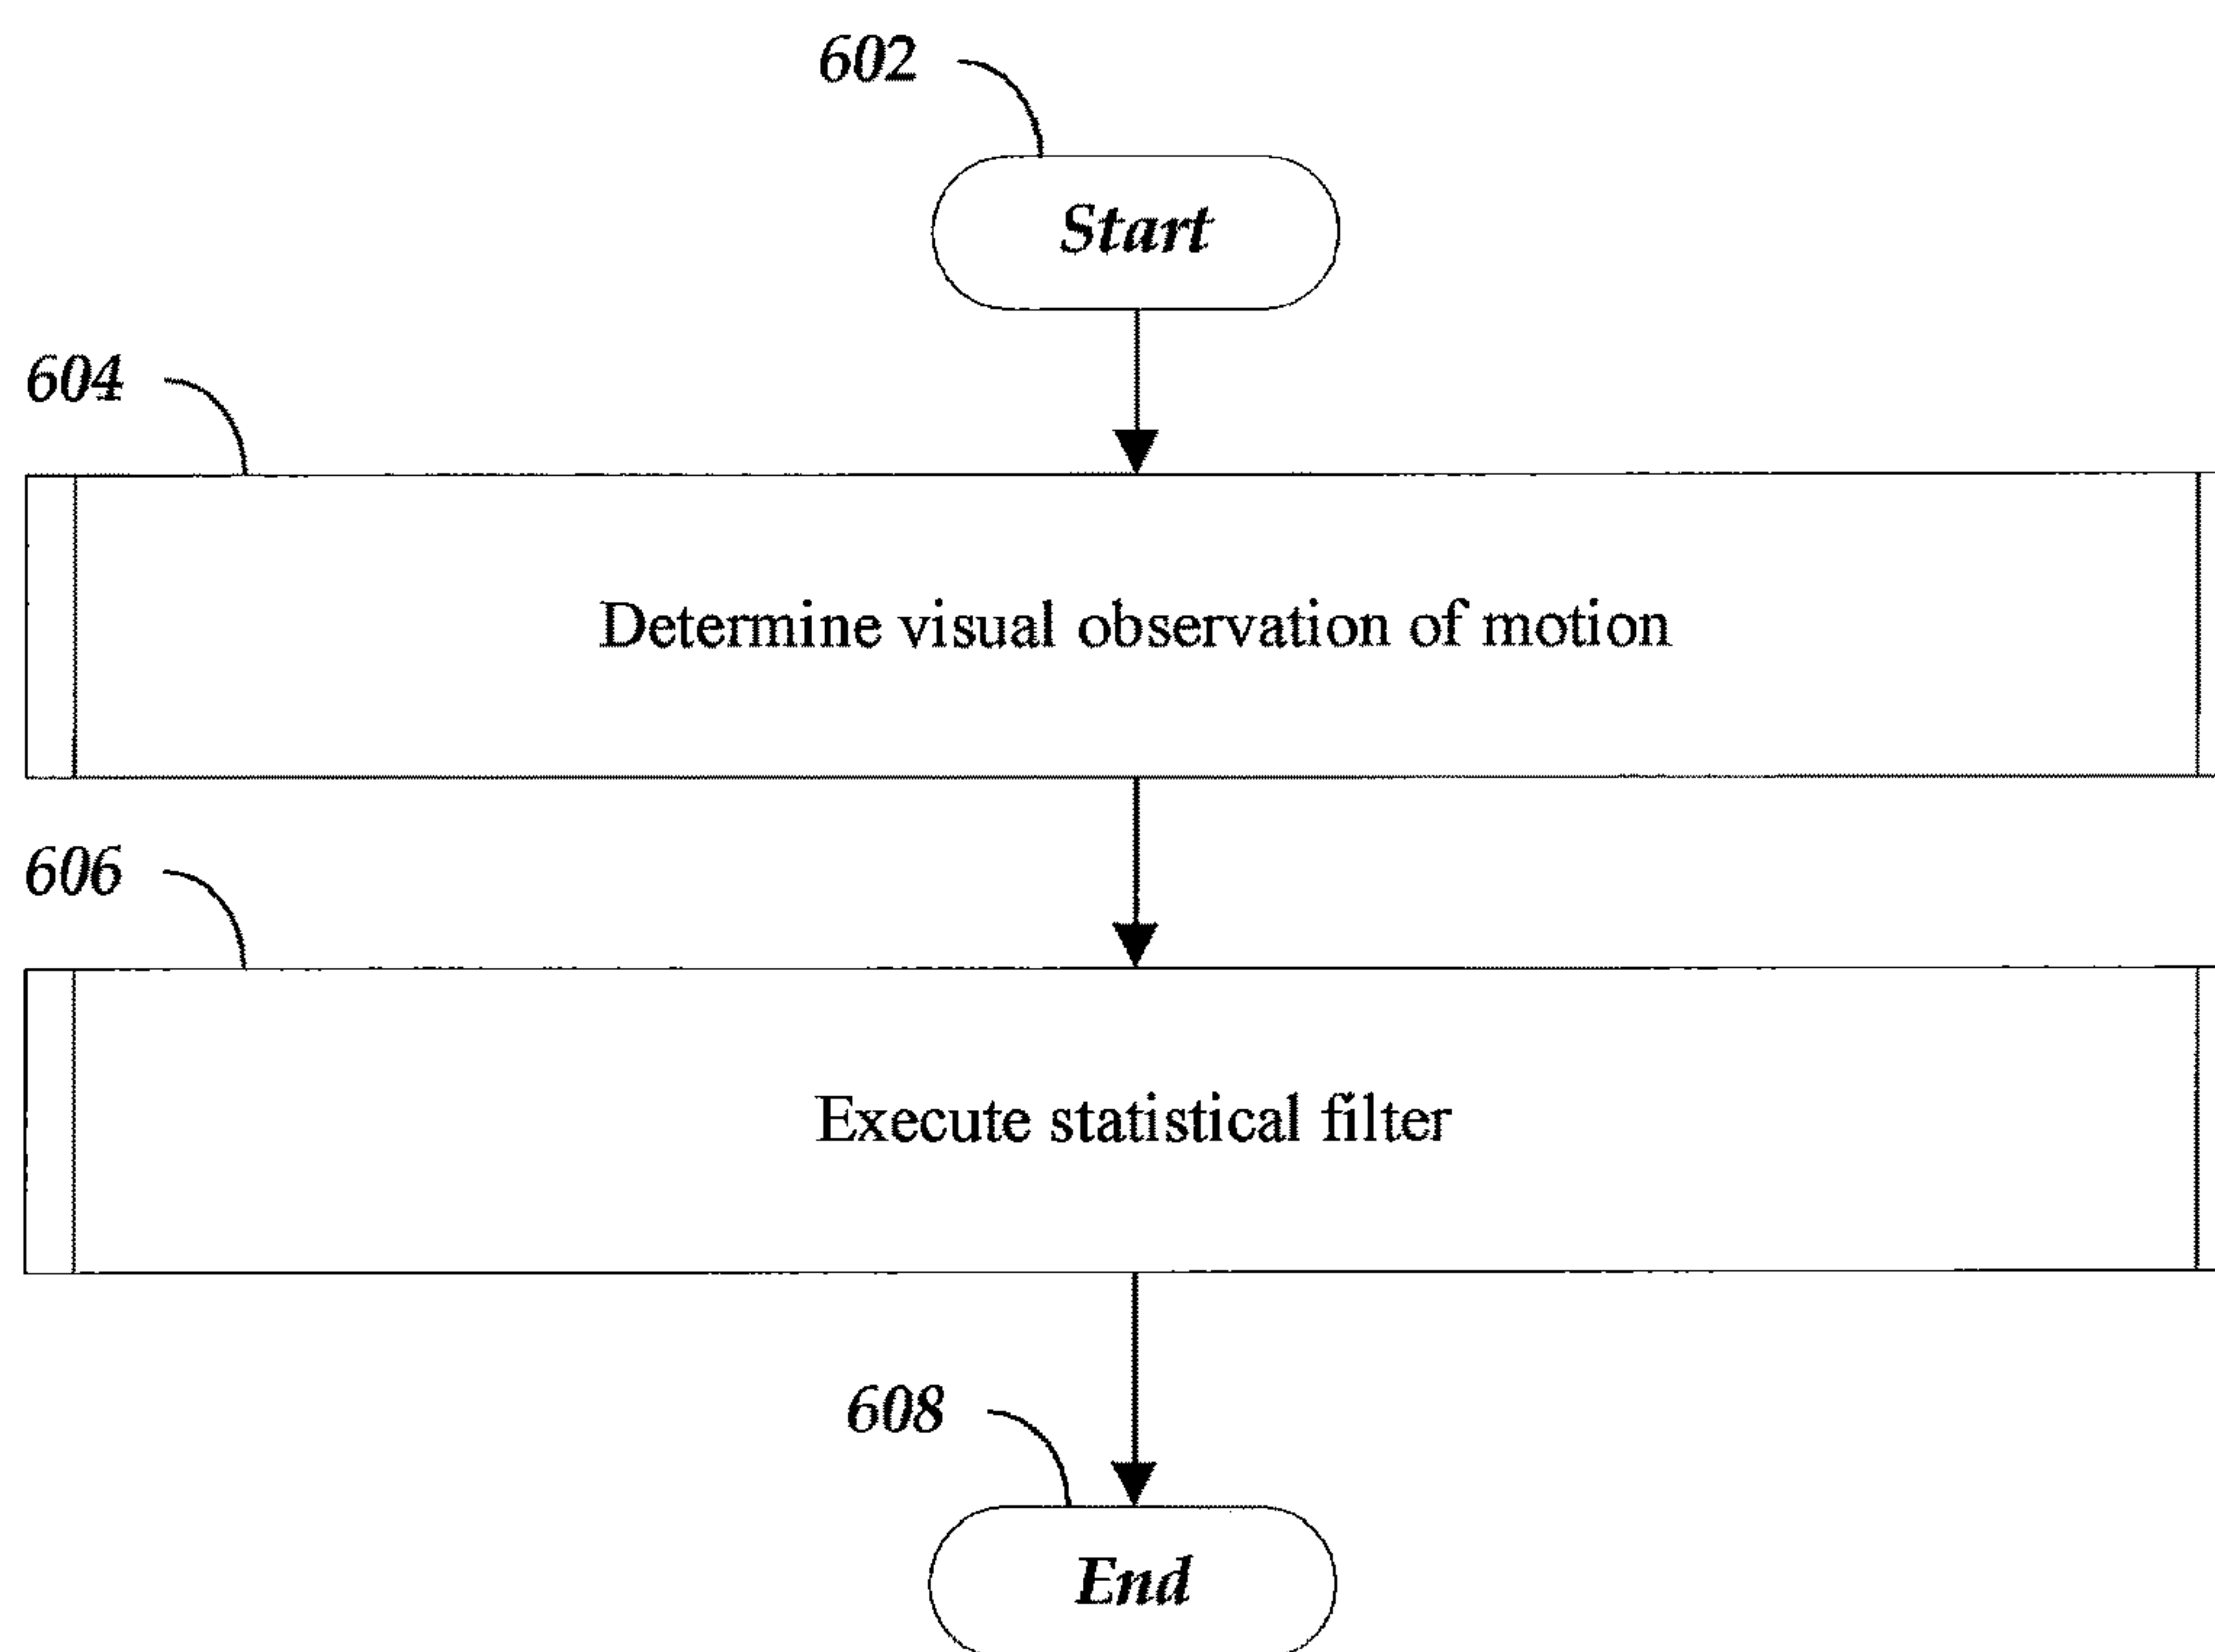 602
Start
604
Determine visual observation of motion
606
Execute statistical filter
608
End